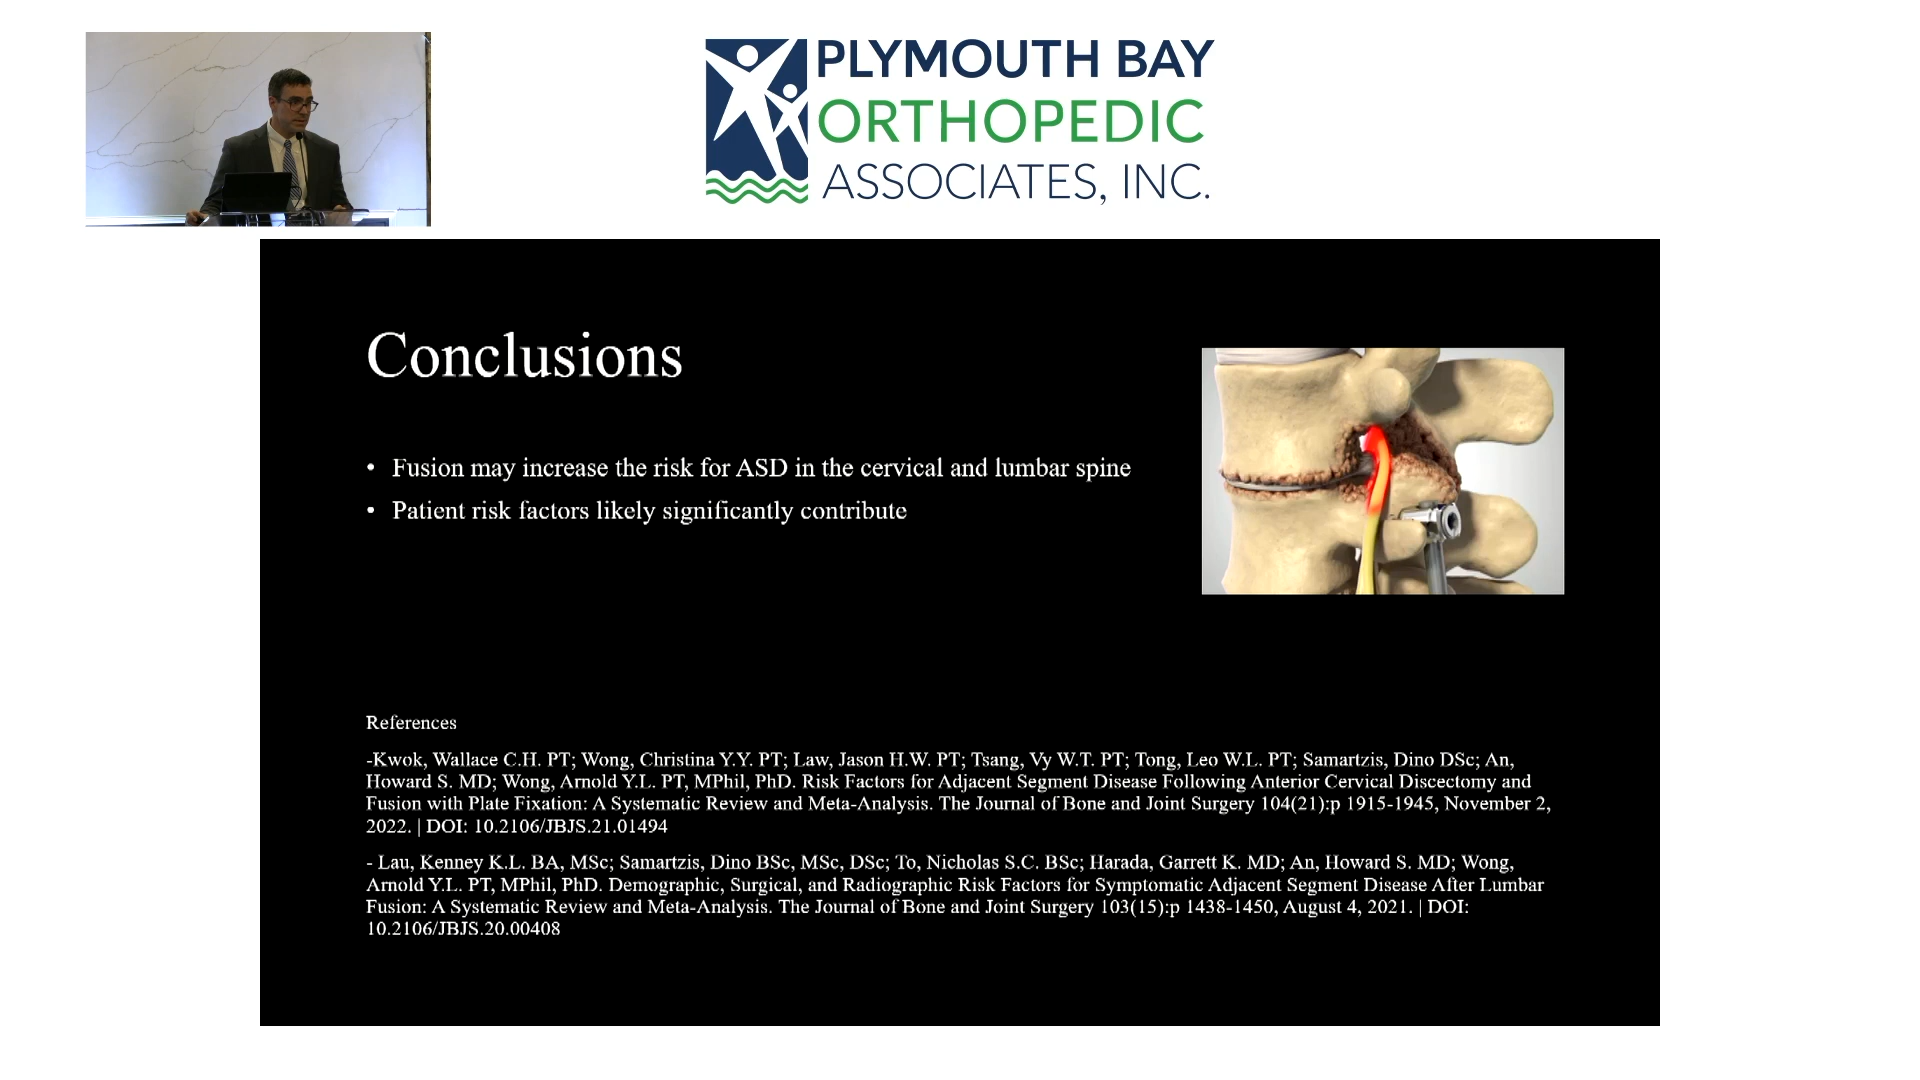 PLYMOUTH BAY
ORTHOPEDIC
ASSOCIATES, INC.
Conclusions
• Fusion may increase the risk for ASD in the cervical and lumbar spine
• Patient risk factors likely significantly contribute
References
-Kwok, Wallace C.H. PT; Wong, Christina Y.Y. PT; Law, Jason H.W. PT; Tsang, Vy W.T. PT; Tong, Leo W.L. PT; Samartzis, Dino DSc; An,
Howard S. MD; Wong, Arnold Y.L. PT, MPhil, PhD. Risk Factors for Adjacent Segment Disease Following Anterior Cervical Discectomy and
Fusion with Plate Fixation: A Systematic Review and Meta-Analysis. The Journal of Bone and Joint Surgery 104(21):p 1915-1945, November 2,
2022. | DOI: 10.2106/JBJS.21.01494
- Lau, Kenney K.L. BA, MSc; Samartzis, Dino BSc, MSc, DSc; To, Nicholas S.C. BSc; Harada, Garrett K. MD; An, Howard S. MD; Wong,
Arnold Y.L. PT, MPhil, PhD. Demographic, Surgical, and Radiographic Risk Factors for Symptomatic Adjacent Segment Disease After Lumbar
Fusion: A Systematic Review and Meta-Analysis. The Journal of Bone and Joint Surgery 103(15):p 1438-1450, August 4, 2021. | DOI:
10.2106/JBJS.20.00408